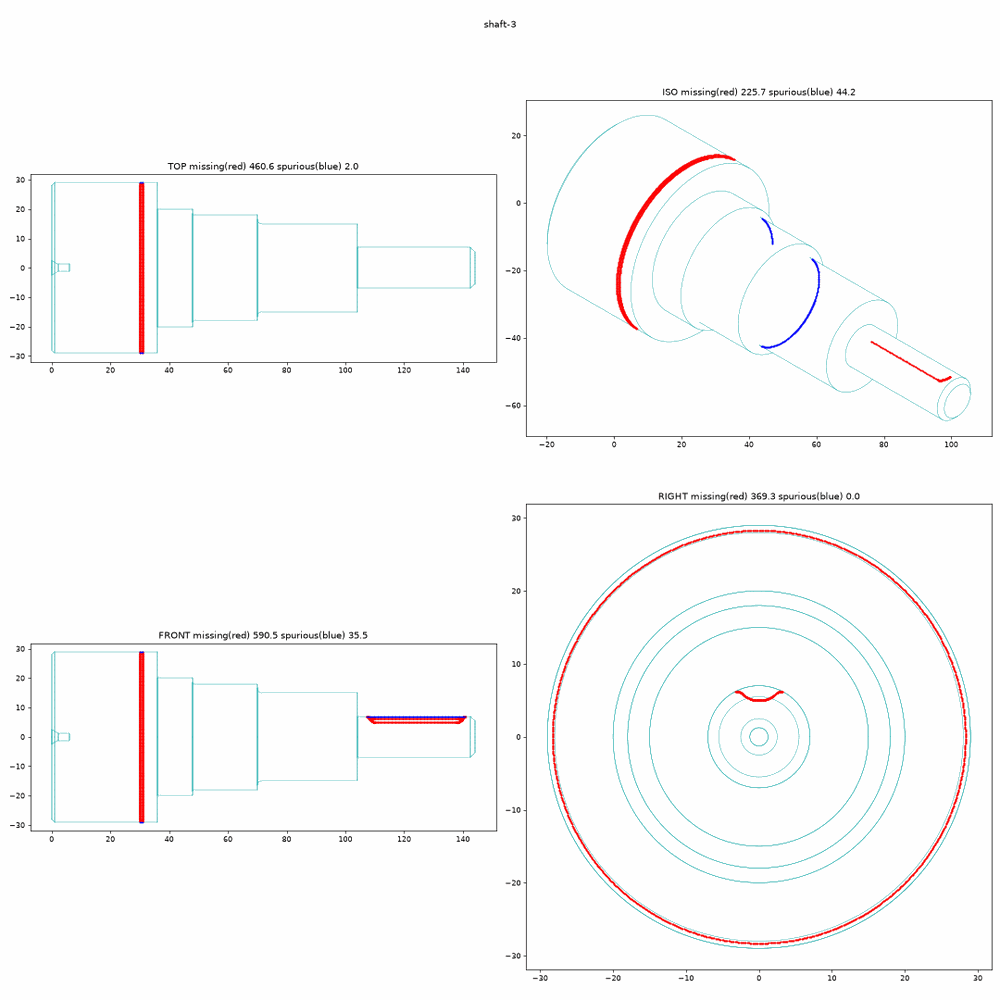 shaft-3
TOP missing(red) 460.6 spurious(blue) 2.0
30
20
10
0
−10
−20
−30
0 20 40 60 80 100 120 140
ISO missing(red) 225.7 spurious(blue) 44.2
20
0
−20
−40
−60
−20 0 20 40 60 80 100
FRONT missing(red) 590.5 spurious(blue) 35.5
30
20
10
0
−10
−20
−30
0 20 40 60 80 100 120 140
RIGHT missing(red) 369.3 spurious(blue) 0.0
30
20
10
0
−10
−20
−30
−30 −20 −10 0 10 20 30